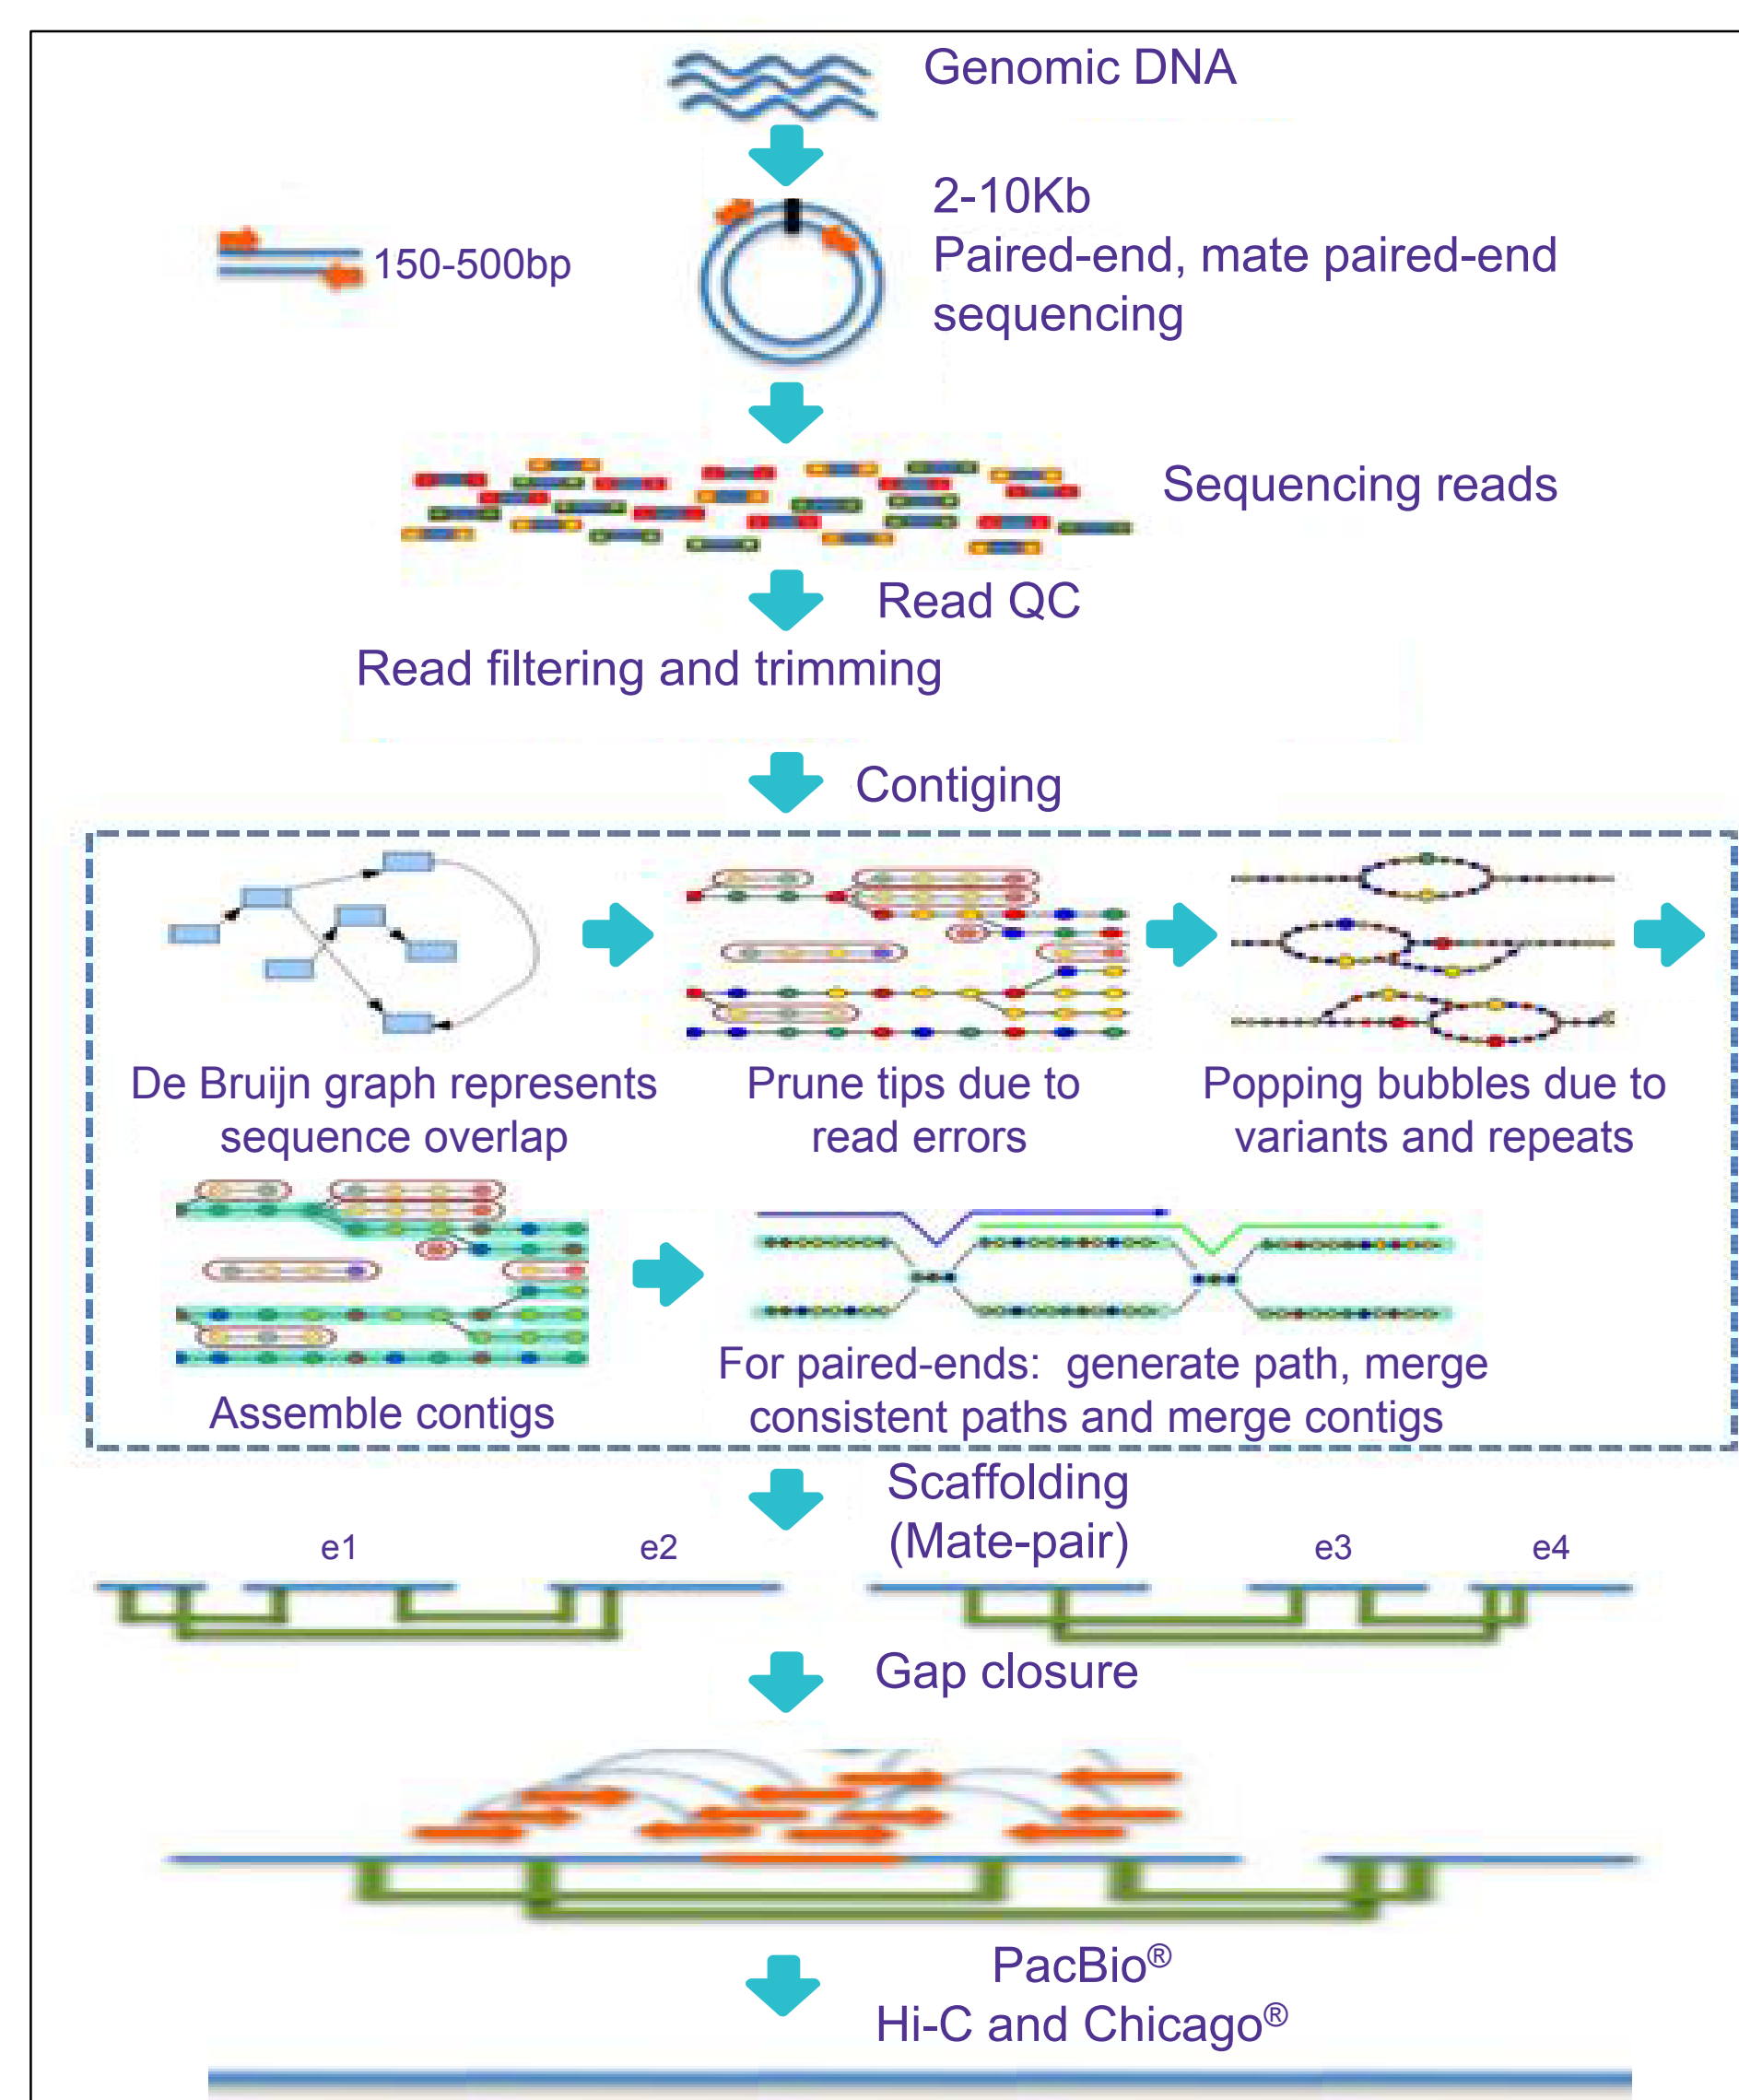 Genomic DNA
150-500bp
2-10Kb
Paired-end, mate paired-end
sequencing
Sequencing reads
Read QC
Read filtering and trimming
Contiging
De Bruijn graph represents
sequence overlap
Prune tips due to
read errors
Popping bubbles due to
variants and repeats
Assemble contigs
For paired-ends: generate path, merge
consistent paths and merge contigs
Scaffolding
(Mate-pair)
e1
e2
e3
e4
Gap closure
PacBio®
Hi-C and Chicago®